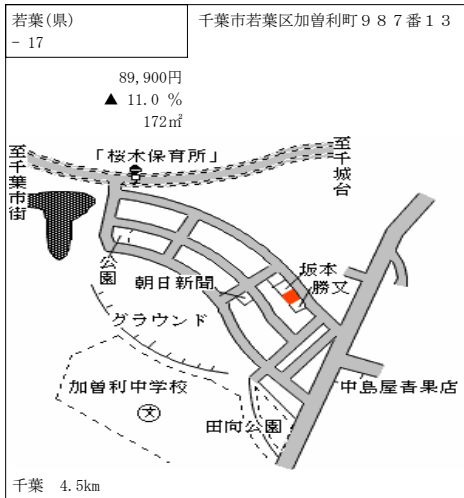 若葉(県)
- 17
千葉市若葉区加曽利町９８７番１３
89,900円
▲ 11.0 %
172㎡
至千葉市街
「桜木保育所」
至千城台
公園
朝日新聞
坂本
勝又
グラウンド
加曽利中学校
文
田向公園
中島屋青果店
千葉 4.5km